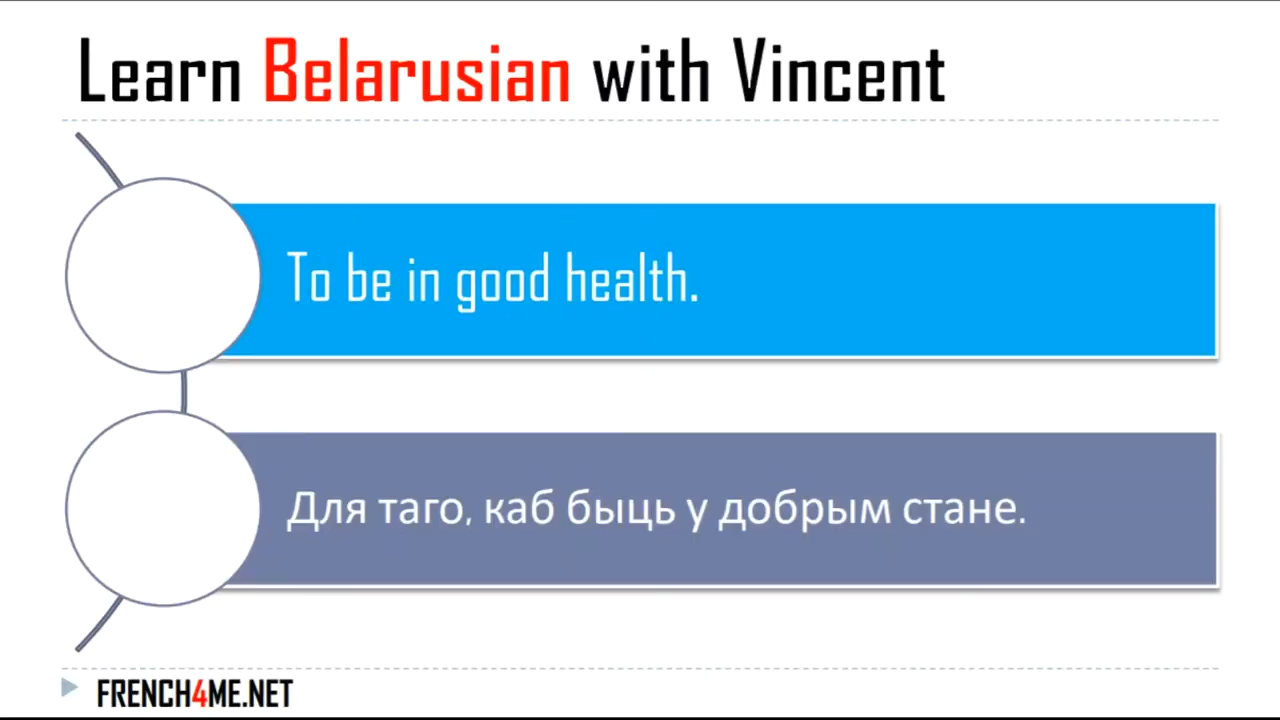 Learn Belarusian with Vincent
To be in good health.
Для таго, каб быць у добрым стане.
FRENCH4ME.NET